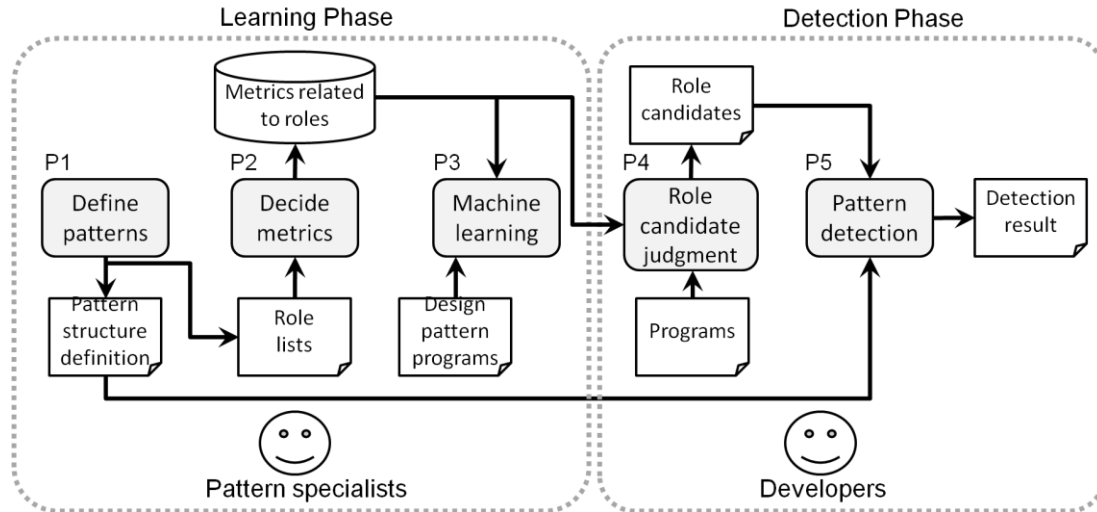 Learning Phase
Detection Phase
Metrics related
to roles
Role
candidates
P1
P2
P3
P4
P5
Define
patterns
Decide
metrics
Machine
learning
Role
candidate
judgment
Pattern
detection
Detection
result
Pattern
structure
definition
Role
lists
Design
pattern
programs
Programs
Pattern specialists
Developers